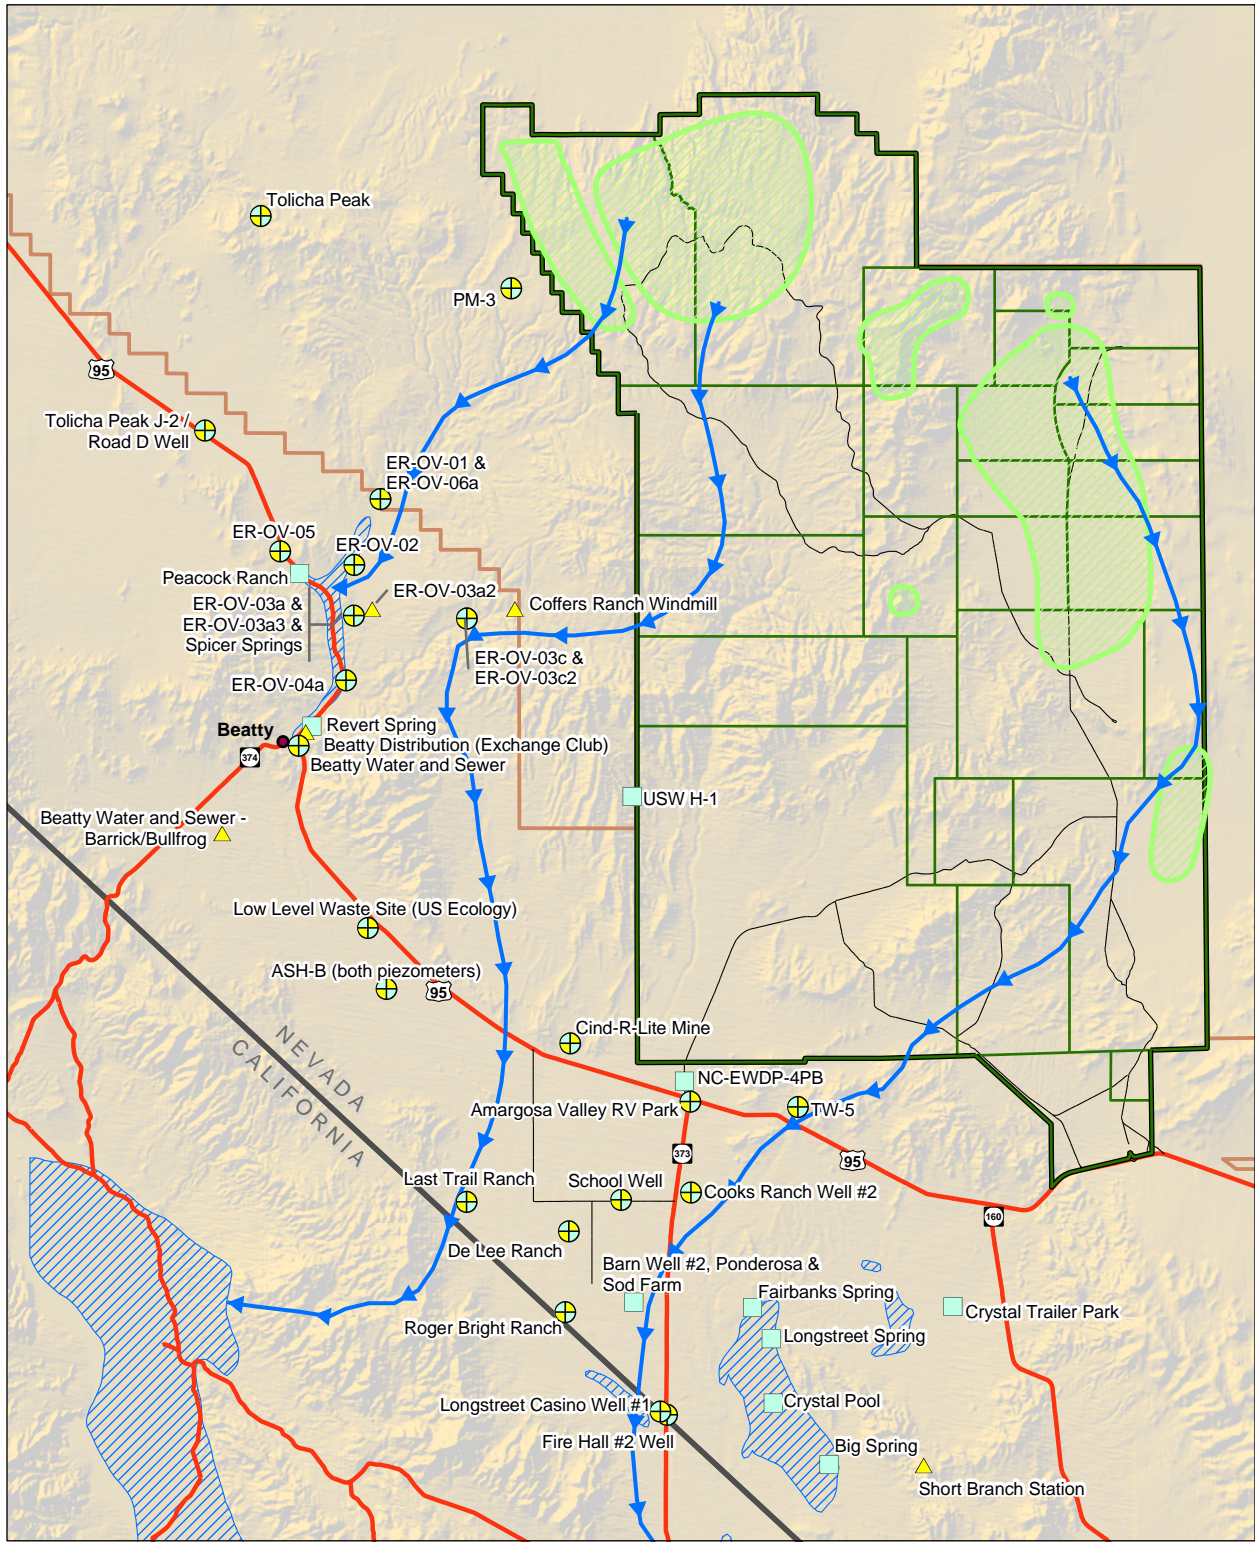 Tolicha Peak
PM-3
95
Tolicha Peak J-2 /
Road D Well
ER-OV-01 &
ER-OV-06a
ER-OV-05
ER-OV-02
Peacock Ranch
ER-OV-03a2
ER-OV-03a &
ER-OV-03a3 &
Spicer Springs
Coffers Ranch Windmill
ER-OV-03c &
ER-OV-03c2
ER-OV-04a
Revert Spring
Beatty
Beatty Distribution (Exchange Club)
374
Beatty Water and Sewer
USW H-1
Beatty Water and Sewer -
Barrick/Bullfrog
Low Level Waste Site (US Ecology)
ASH-B (both piezometers)
95
Cind-R-Lite Mine
NEVADA
CALIFORNIA
NC-EWDP-4PB
Amargosa Valley RV Park
TW-5
373
95
Last Trail Ranch
School Well
Cooks Ranch Well #2
160
De Lee Ranch
Barn Well #2, Ponderosa &
Sod Farm
Fairbanks Spring
Crystal Trailer Park
Roger Bright Ranch
Longstreet Spring
Longstreet Casino Well #1
Crystal Pool
Fire Hall #2 Well
Big Spring
Short Branch Station